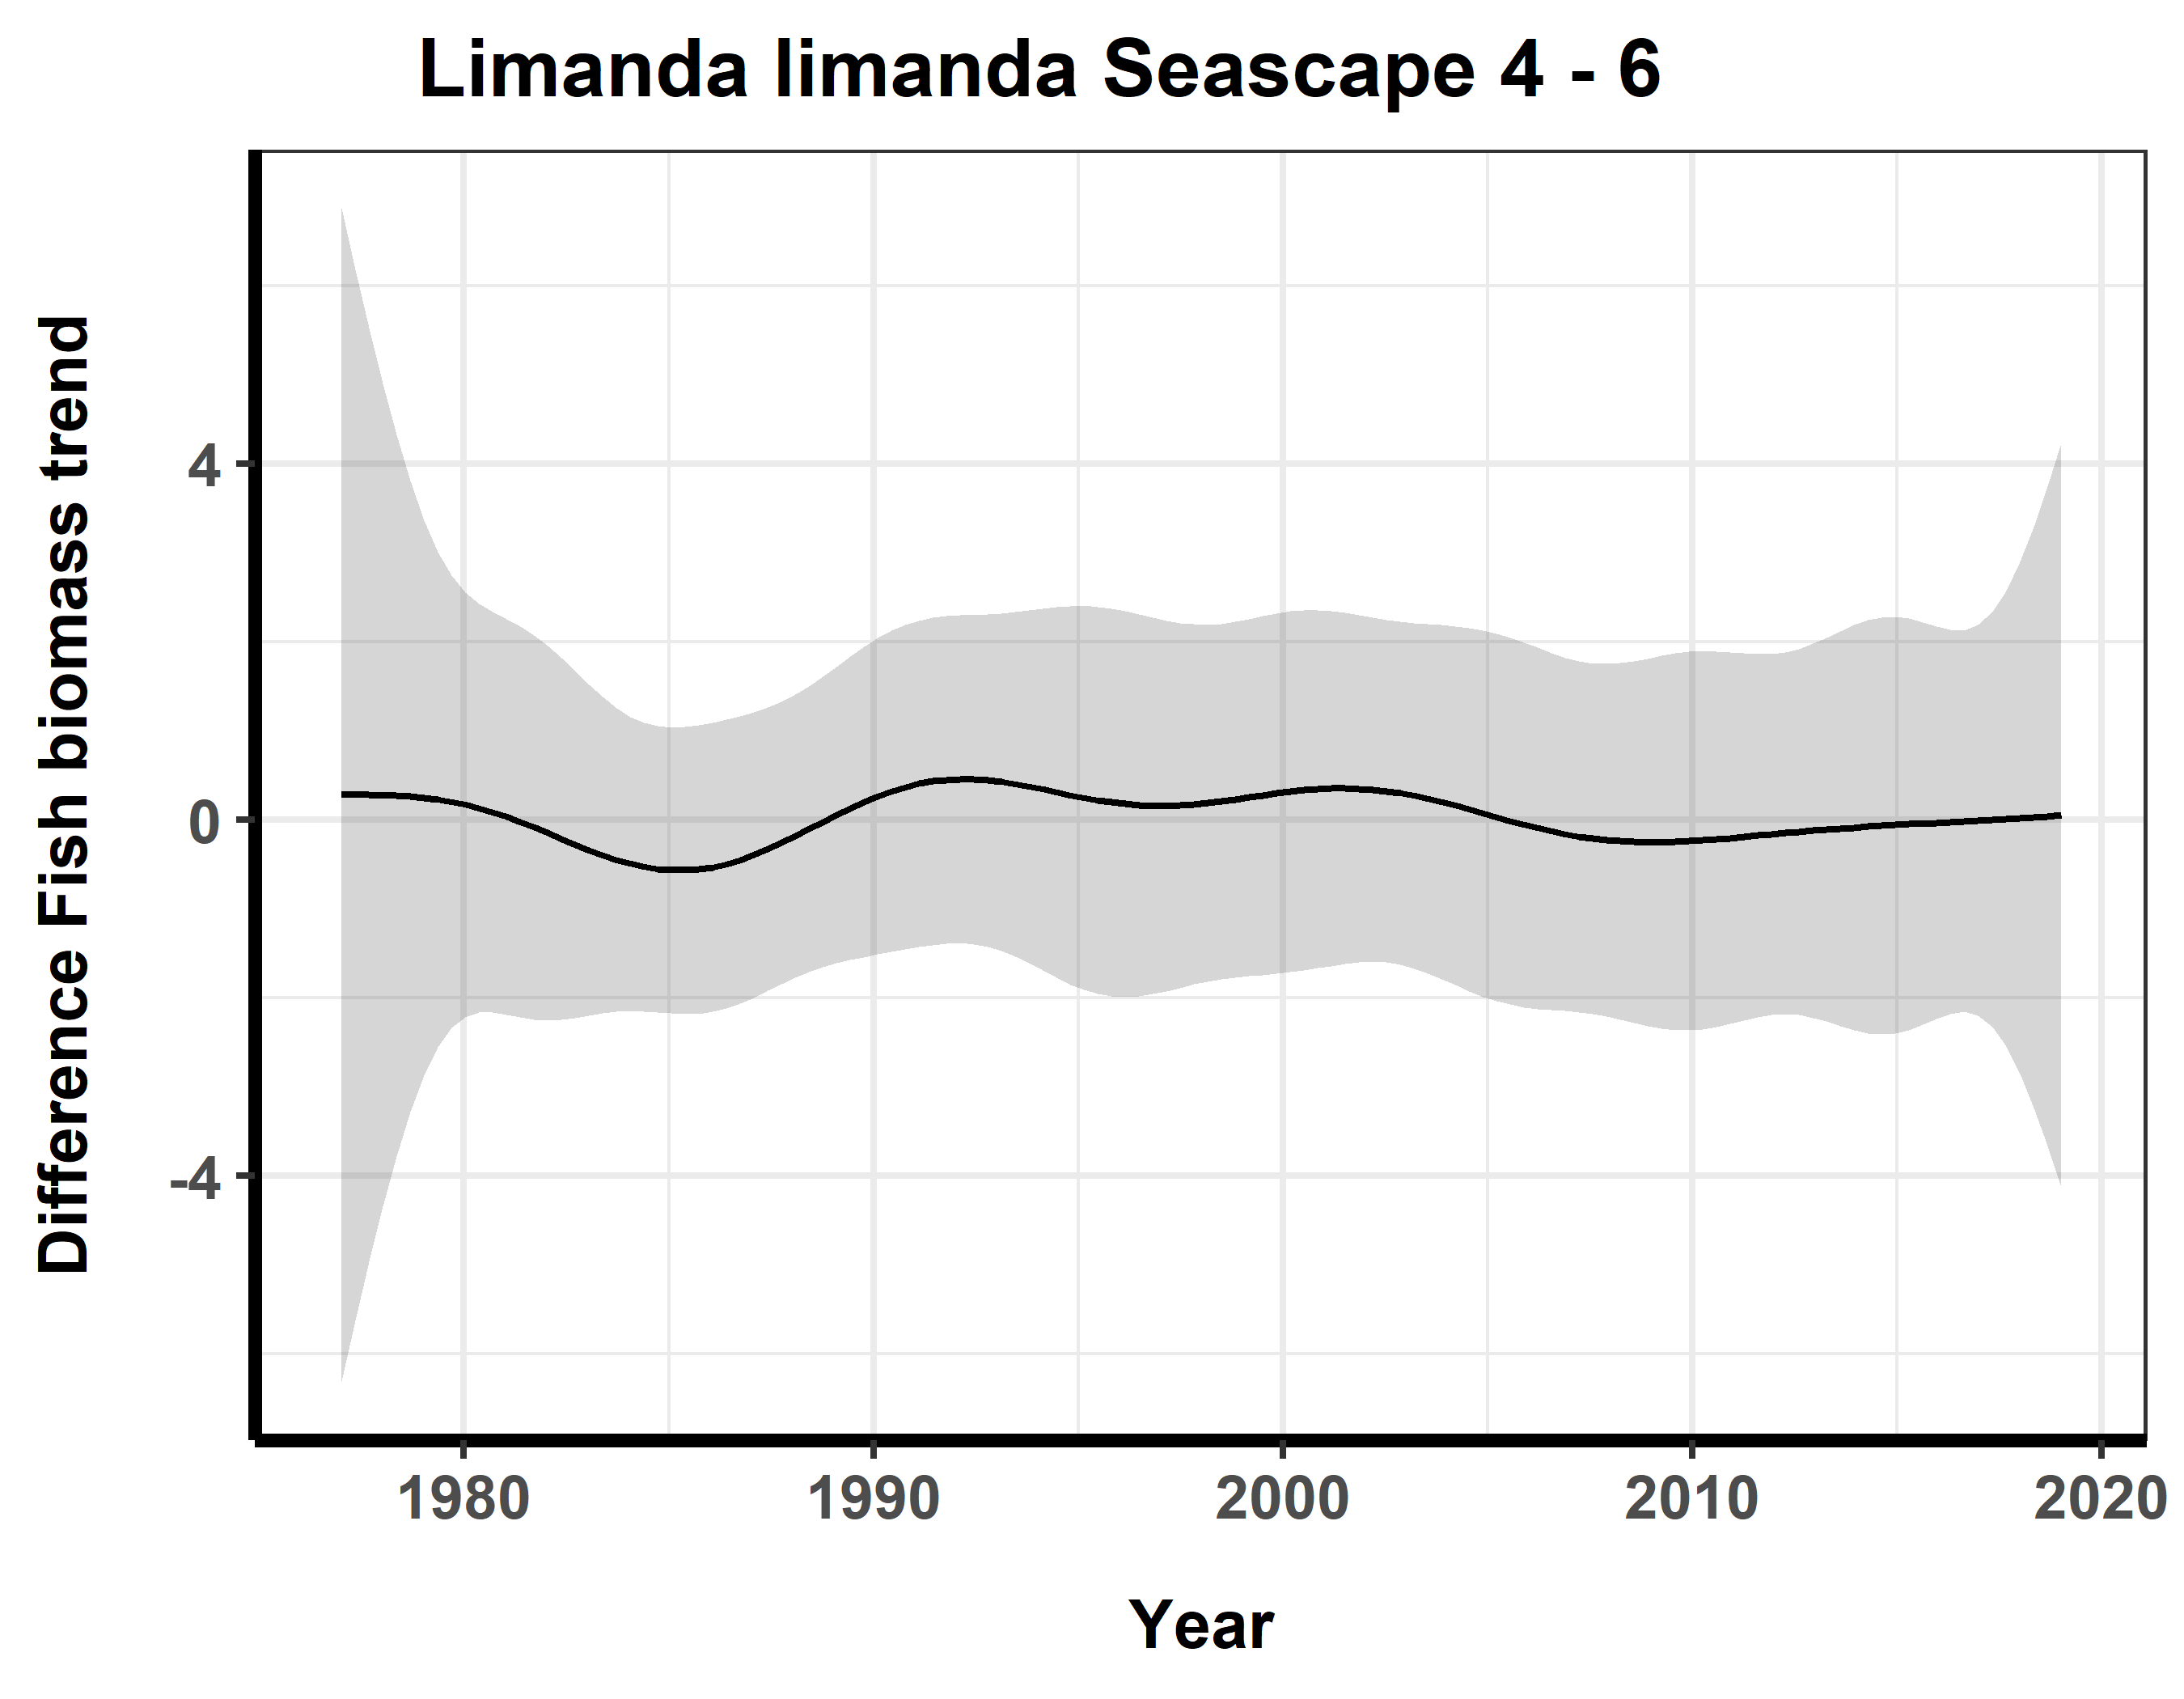 Limanda limanda Seascape 4 - 6
Difference Fish biomass trend
4
0
-4
1980 1990 2000 2010 2020
Year